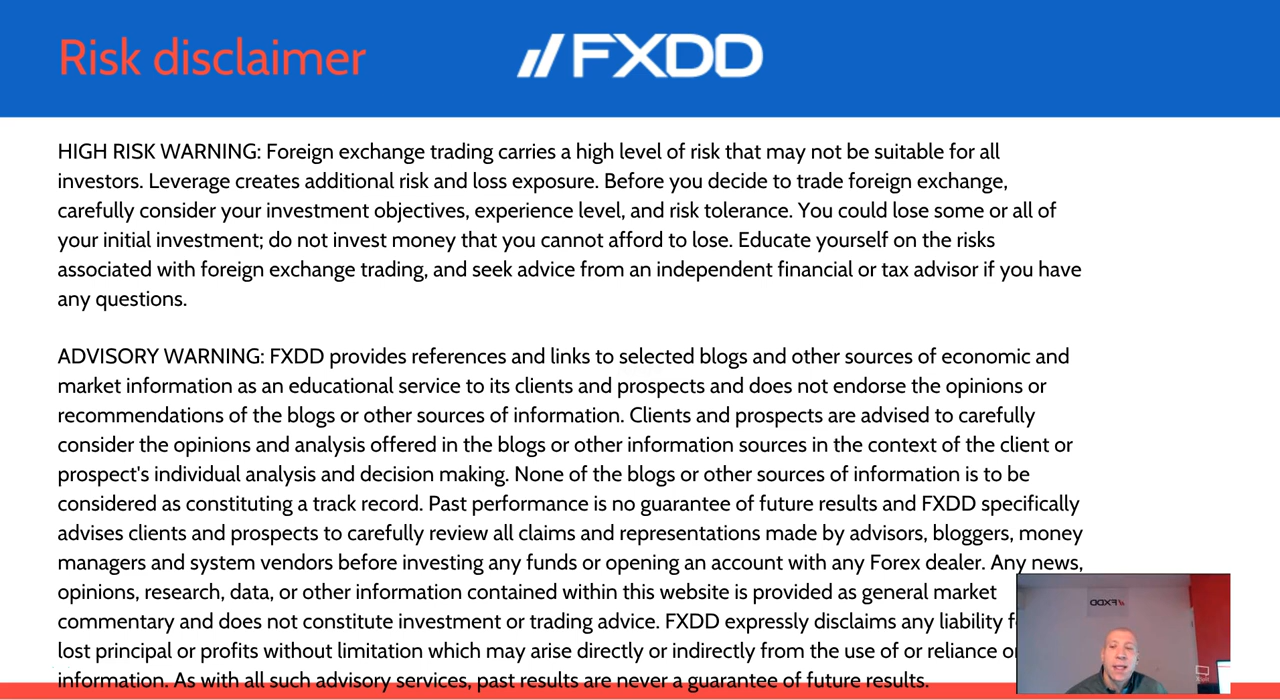 Risk disclaimer
FXDD
HIGH RISK WARNING: Foreign exchange trading carries a high level of risk that may not be suitable for all
investors. Leverage creates additional risk and loss exposure. Before you decide to trade foreign exchange,
carefully consider your investment objectives, experience level, and risk tolerance. You could lose some or all of
your initial investment; do not invest money that you cannot afford to lose. Educate yourself on the risks
associated with foreign exchange trading, and seek advice from an independent financial or tax advisor if you have
any questions.
ADVISORY WARNING: FXDD provides references and links to selected blogs and other sources of economic and
market information as an educational service to its clients and prospects and does not endorse the opinions or
recommendations of the blogs or other sources of information. Clients and prospects are advised to carefully
consider the opinions and analysis offered in the blogs or other information sources in the context of the client or
prospect's individual analysis and decision making. None of the blogs or other sources of information is to be
considered as constituting a track record. Past performance is no guarantee of future results and FXDD specifically
advises clients and prospects to carefully review all claims and representations made by advisors, bloggers, money
managers and system vendors before investing any funds or opening an account with any Forex dealer. Any news,
opinions, research, data, or other information contained within this website is provided as general market
commentary and does not constitute investment or trading advice. FXDD expressly disclaims any liability
lost principal or profits without limitation which may arise directly or indirectly from the use of or reliance
information. As with all such advisory services, past results are never a guarantee of future results.
FXDD